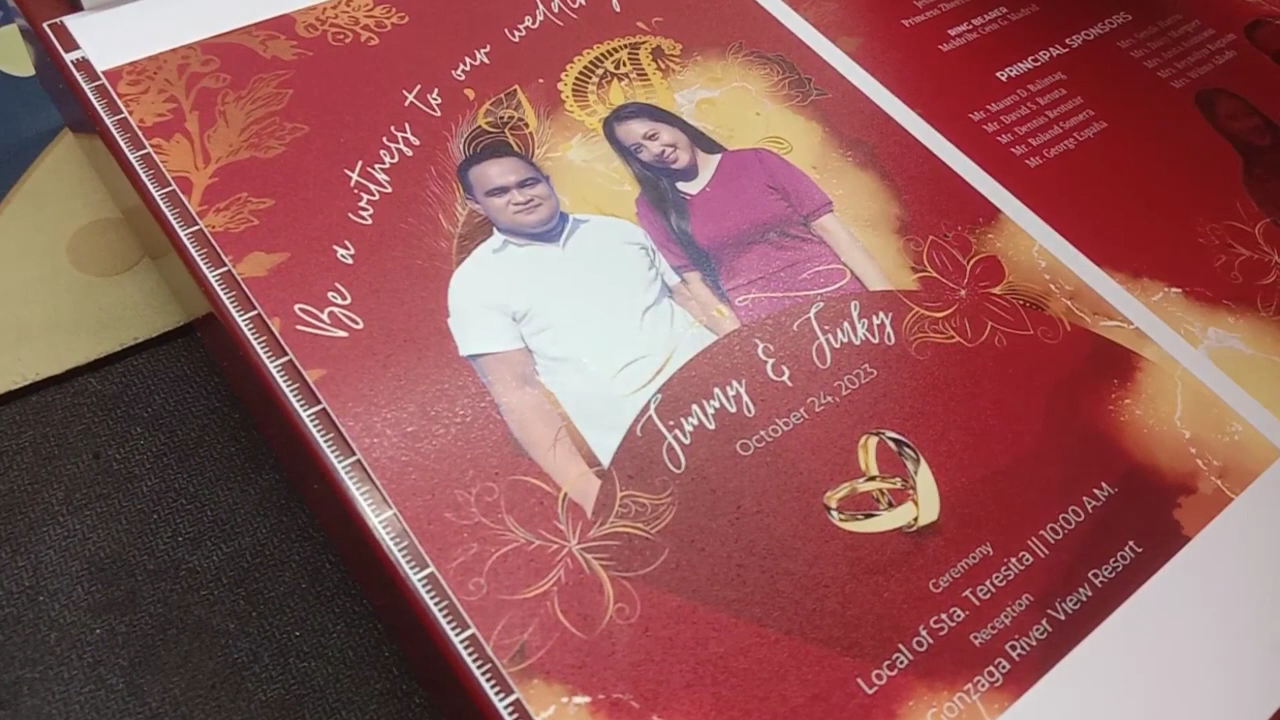 Be a witness to our wedding
Jimmy & Jinky
October 24, 2023
Ceremony
Local of Sta. Teresita || 10:00 A.M.
Reception
Gonzaga River View Resort
RING BEARER
PRINCIPAL SPONSORS
Mr. Mauro D. Balintag
Mr. David S. Retuta
Mr. Dennis Reotutar
Mr. Roland Somera
Mr. George España